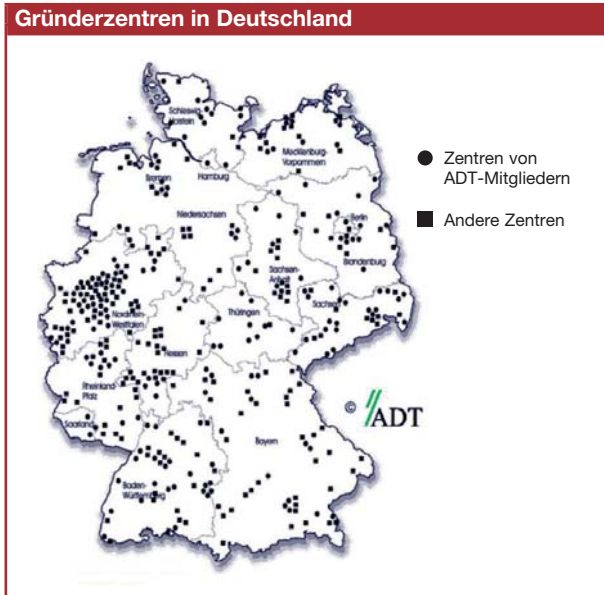 Gründerzentren in Deutschland
Schleswig-
Holstein
Mecklenburg-
Vorpommern
Hamburg
Bremen
Niedersachsen
Berlin
Brandenburg
Sachsen-
Anhalt
Nordrhein-
Westfalen
Sachsen
Thüringen
Hessen
Rheinland-
Pfalz
Saarland
Bayern
Baden-
Württemberg
Zentren von
ADT-Mitgliedern
Andere Zentren
© ADT